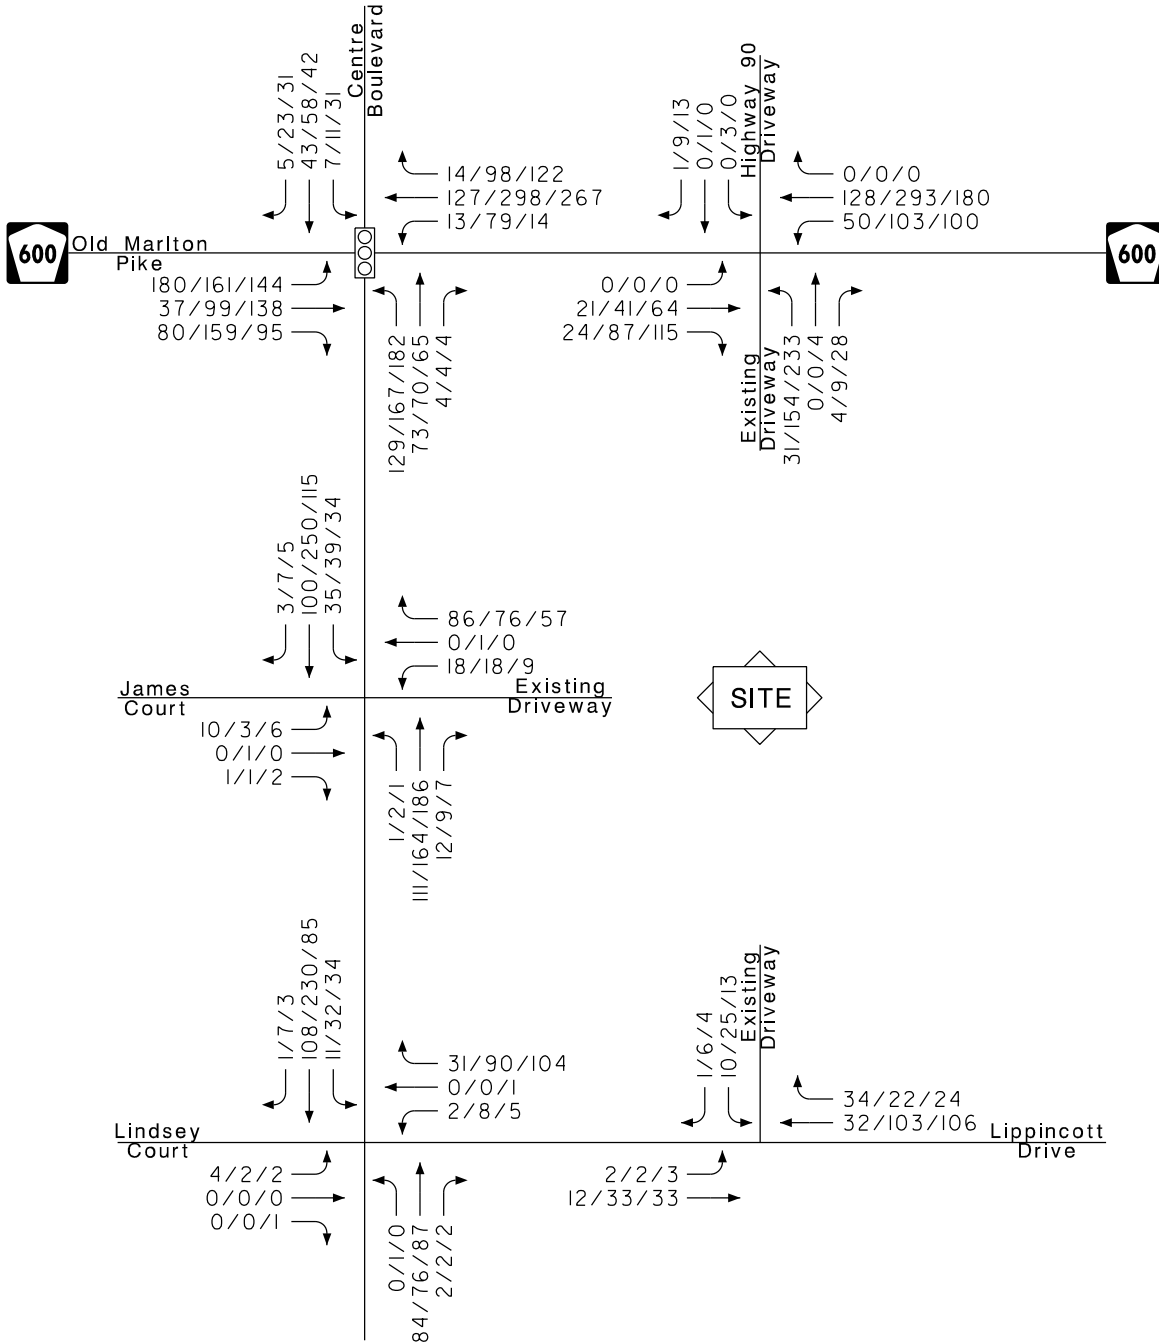 Centre
Boulevard
5/23/31
43/58/42
7/11/31
14/98/122
127/298/267
13/79/14
Highway 90
Driveway
1/9/13
0/1/0
0/3/0
0/0/0
128/293/180
50/103/100
600
Old Marlton
Pike
600
180/161/144
37/99/138
80/159/95
129/167/182
73/70/65
4/4/4
0/0/0
21/41/64
24/87/115
Existing
Driveway
31/154/233
0/0/4
4/9/28
3/7/5
100/250/115
35/39/34
86/76/57
0/1/0
18/18/9
James
Court
Existing
Driveway
SITE
10/3/6
0/1/0
1/1/2
1/2/1
111/164/186
12/9/7
1/7/3
108/230/85
11/32/34
31/90/104
0/0/1
2/8/5
1/6/4
10/25/13
Existing
Driveway
34/22/24
32/103/106
Lindsey
Court
Lippincott
Drive
4/2/2
0/0/0
0/0/1
0/1/0
84/76/87
2/2/2
2/2/3
12/33/33